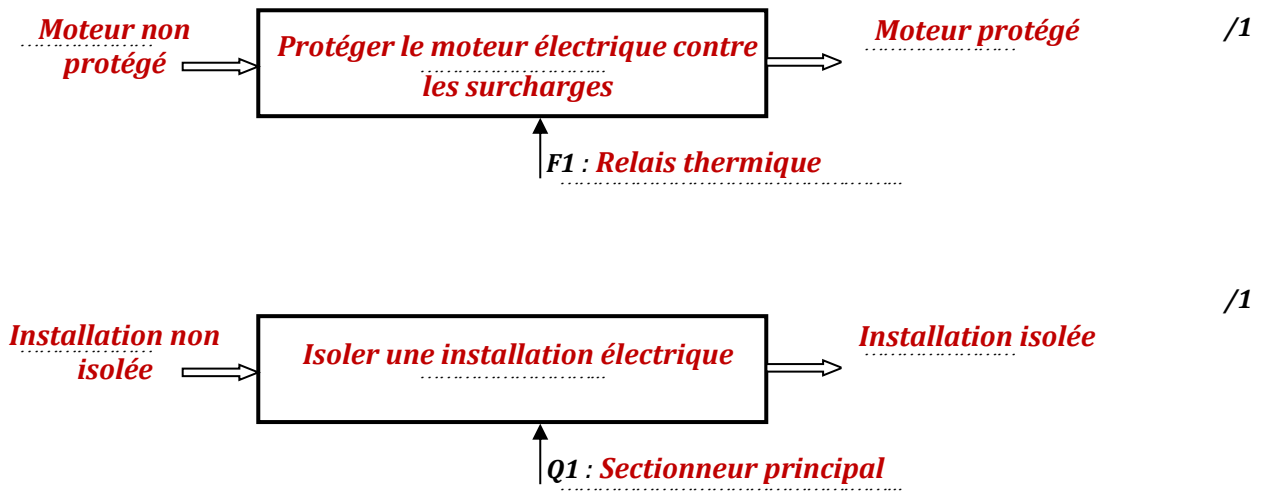 Moteur non
protégé
Protéger le moteur électrique contre
les surcharges
Moteur protégé
/1
F1 : Relais thermique
/1
Installation non
isolée
Isoler une installation électrique
Installation isolée
Q1 : Sectionneur principal